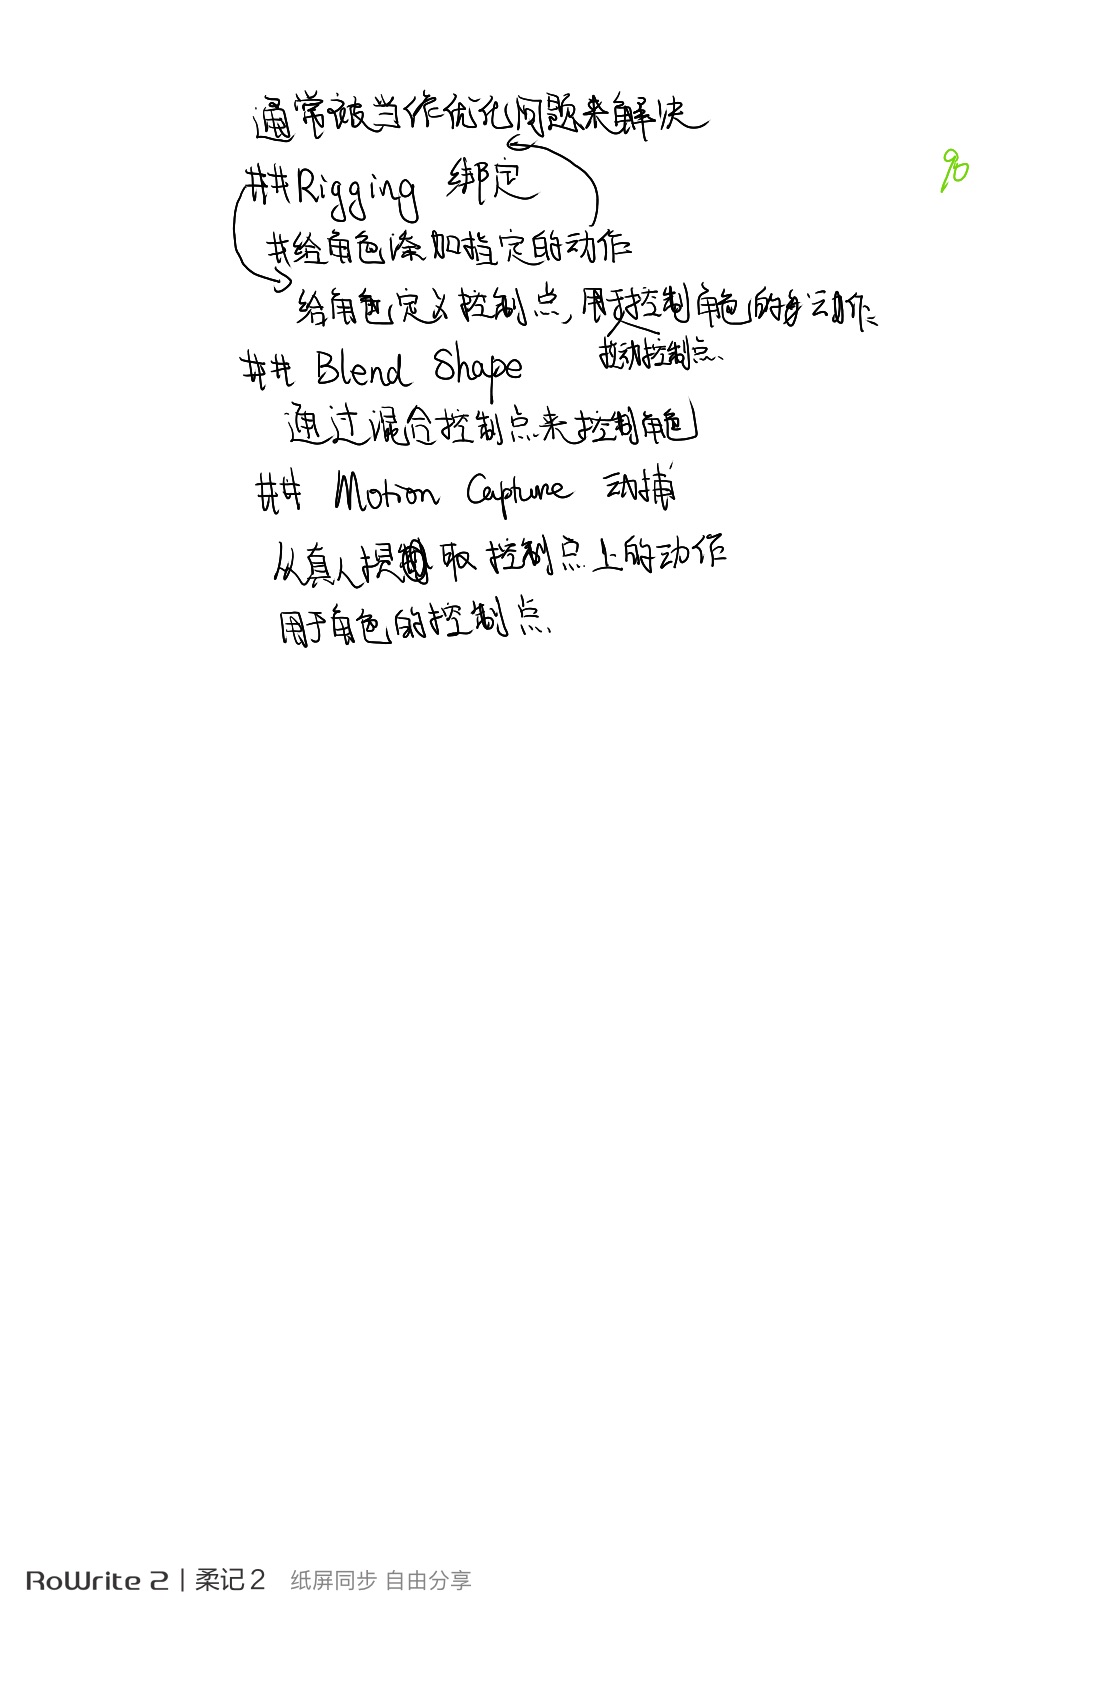 通常被当作优化问题来解决
##Rigging 绑定
#给角色添加指定的动作
给角色定义控制点,用于控制角色的动作
拉动控制点.
## Blend Shape
通过混合控制点来控制角色
## Motion Capture 动捕
从真人提取控制点上的动作
用于角色的控制点.
RoWrite 2 | 柔记2 纸屏同步 自由分享